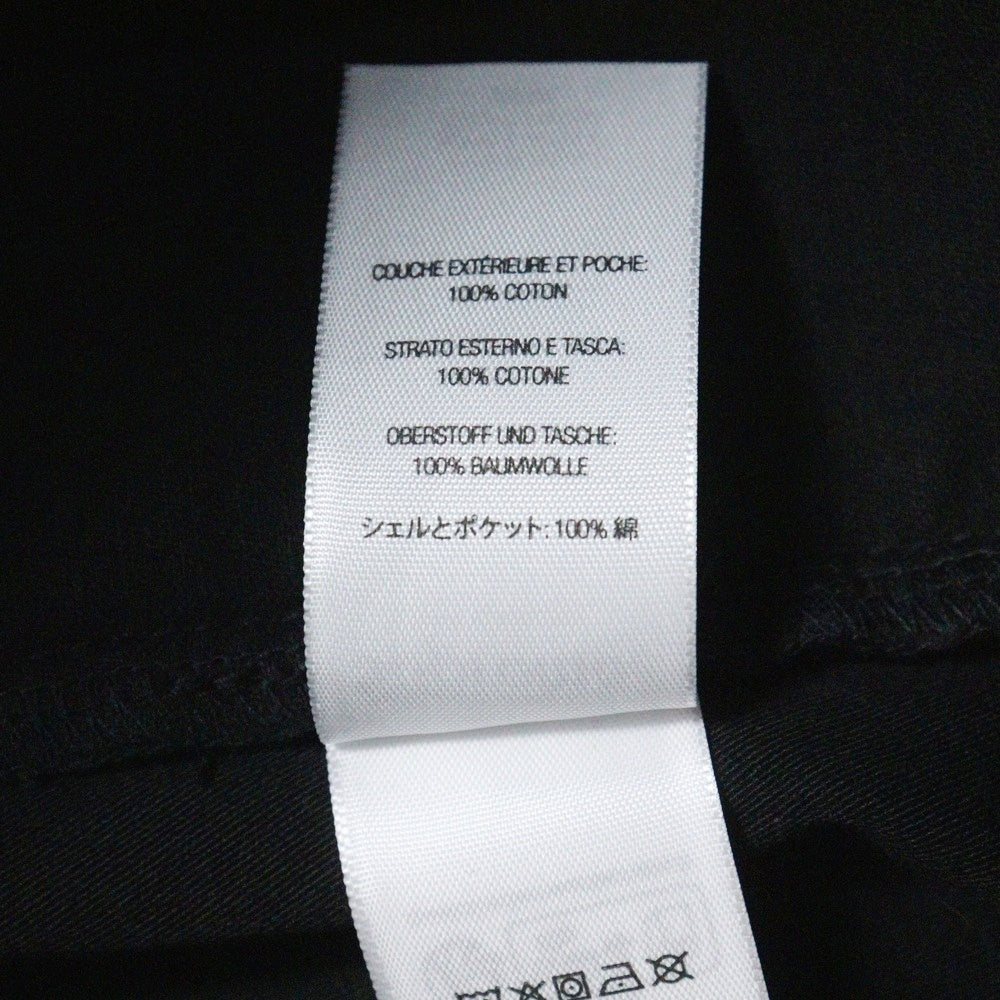 COUCHE EXTÉRIEURE ET POCHE:
100% COTON
STRATO ESTERNO E TASCA:
100% COTONE
OBERSTOFF UND TASCHE:
100% BAUMWOLLE
シェルとポケット: 100% 綿